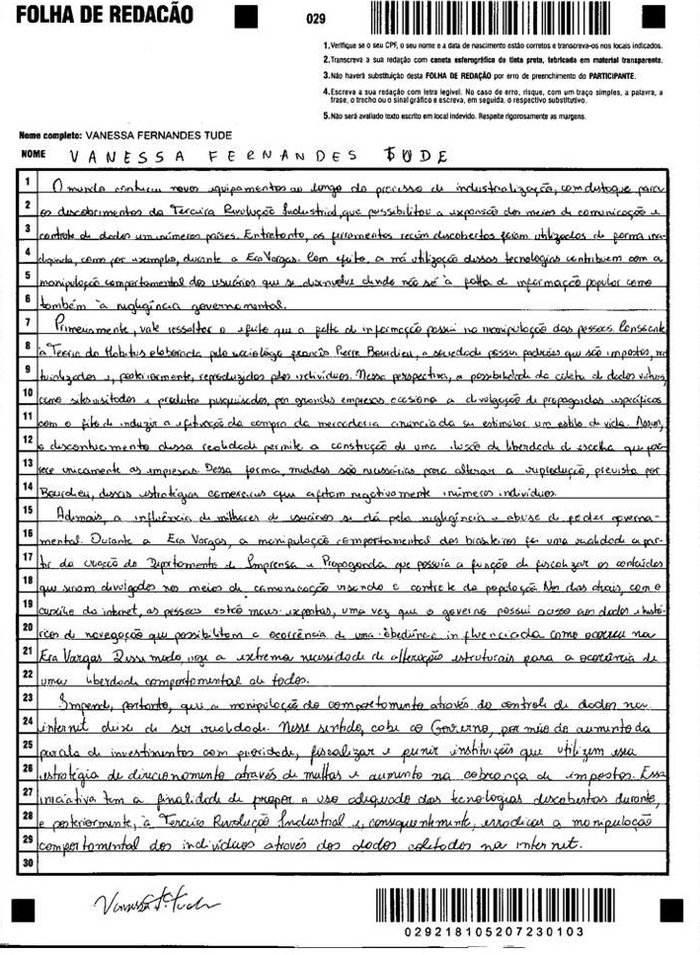 FOLHA DE REDAÇÃO
029
1. Verifique se o seu CPF, o seu nome e a data de nascimento estão corretos e transcreva-os nos locais indicados.
2. Transcreva a sua redação com caneta esferográfica de tinta preta, fabricada em material transparente.
3. Não haverá substituição desta FOLHA DE REDAÇÃO por erro de preenchimento do PARTICIPANTE.
4. Escreva a sua redação com letra legível. No caso de erro, risque, com um traço simples, a palavra, a
frase, o trecho ou o sinal gráfico e escreva, em seguida, o respectivo substitutivo.
5. Não será avaliado texto escrito em local indevido. Respeite rigorosamente as margens.
Nome completo: VANESSA FERNANDES TUDE
NOME VANESSA FERNANDES TUDE
1 O mundo conheceu novos equipamentos ao longo do processo de industrialização, com destaque para
2 os descobrimentos da Terceira Revolução Industrial, que possibilitou a expansão dos meios de comunicação e
3 controle de dados em inúmeros países. Entretanto, as ferramentas recém descobertas foram utilizadas de forma ina-
4 dequada, como por exemplo, durante a Era Vargas. Com efeito, a má utilização dessas tecnologias contribuem com a
5 manipulação comportamental dos usuários que se desenvolve devido não só à falta de informação popular como
6 também à negligência governamental.
7 Primeiramente, vale ressaltar o efeito que a falta de informação possui na manipulação das pessoas. Consoante
8 à Teoria do Habitus elaborada pelo sociólogo francês Pierre Bourdieu, a sociedade possui padrões que são impostos, na-
9 turalizados e, posteriormente, reproduzidos pelos indivíduos. Nessa perspectiva, a possibilidade da coleta de dados virtuais,
10 como sites visitados e produtos pesquisados, por grandes empresas ocasiona a divulgação de propagandas específicas
11 com o fito de induzir a efetivação da compra da mercadoria anunciada ou estimular um estilo de vida. Assim,
12 o desconhecimento dessa realidade permite a construção de uma ilusão de liberdade de escolha que favo-
13 rece unicamente as empresas. Dessa forma, medidas são necessárias para alterar a reprodução, prevista por
14 Bourdieu, dessas estratégias comerciais que afetam negativamente inúmeros indivíduos.
15 Ademais, a influência de milhares de usuários se dá pela negligência e abuso de poder governa-
16 mental. Durante a Era Vargas, a manipulação comportamental dos brasileiros foi uma realidade a par-
17 tir da criação do Departamento de Imprensa e Propaganda que possuia a função de fiscalizar os conteúdos
18 que seriam divulgados nos meios de comunicação visando o controle da população. Nos dias atuais, com o
19 auxílio da internet, as pessoas estão mais expostas, uma vez que o governo possui acesso aos dados e histó-
20 ricos de navegação que possibilitam a ocorrência de uma obediência influenciada como ocorreu na
21 Era Vargas. Desse modo, urge a extrema necessidade de alteração estruturais para a ocorrência de
22 uma liberdade comportamental de todos.
23 Impende, portanto, que a manipulação do comportamento através do controle de dados na
24 internet deixe de ser realidade. Nesse sentido, cabe ao Governo, por meio do aumento da
25 parcela de investimentos com prioridade, fiscalizar e punir instituição que utilizem essa
26 estratégia de direcionamento através de multas e aumento na cobrança de impostos. Essa
27 iniciativa tem a finalidade de propor o uso adequado das tecnologias descobertas durante,
28 e posteriormente, à Terceira Revolução Industrial e, consequentemente, erradicar a manipulação
29 comportamental dos indivíduos através dos dados coletados na internet.
30
Vanessa F. Tude
029218105207230103